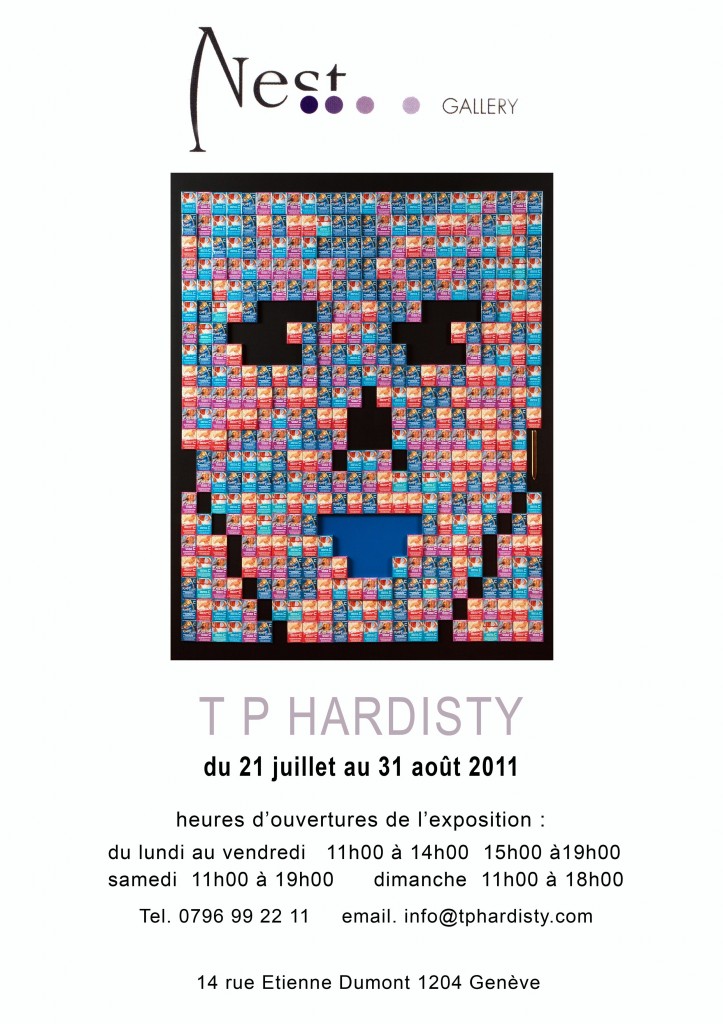 Nest
GALLERY
T P HARDISTY
du 21 juillet au 31 août 2011
heures d’ouvertures de l’exposition :
du lundi au vendredi 11h00 à 14h00 15h00 à19h00
samedi 11h00 à 19h00 dimanche 11h00 à 18h00
Tel. 0796 99 22 11 email. info@tphardisty.com
14 rue Etienne Dumont 1204 Genève